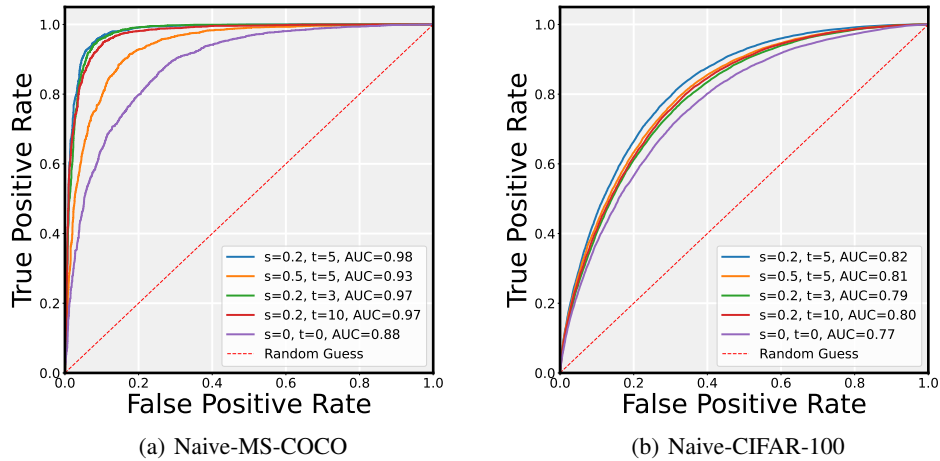 True Positive Rate
1.0
0.8
0.6
0.4
0.2
0.0
s=0.2, t=5, AUC=0.98
s=0.5, t=5, AUC=0.93
s=0.2, t=3, AUC=0.97
s=0.2, t=10, AUC=0.97
s=0, t=0, AUC=0.88
Random Guess
0.0 0.2 0.4 0.6 0.8 1.0
False Positive Rate
(a) Naive-MS-COCO
True Positive Rate
1.0
0.8
0.6
0.4
0.2
0.0
s=0.2, t=5, AUC=0.82
s=0.5, t=5, AUC=0.81
s=0.2, t=3, AUC=0.79
s=0.2, t=10, AUC=0.80
s=0, t=0, AUC=0.77
Random Guess
0.0 0.2 0.4 0.6 0.8 1.0
False Positive Rate
(b) Naive-CIFAR-100